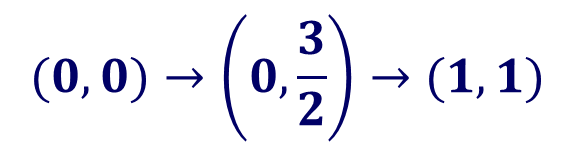 (0, 0) → (0, 3/2) → (1, 1)